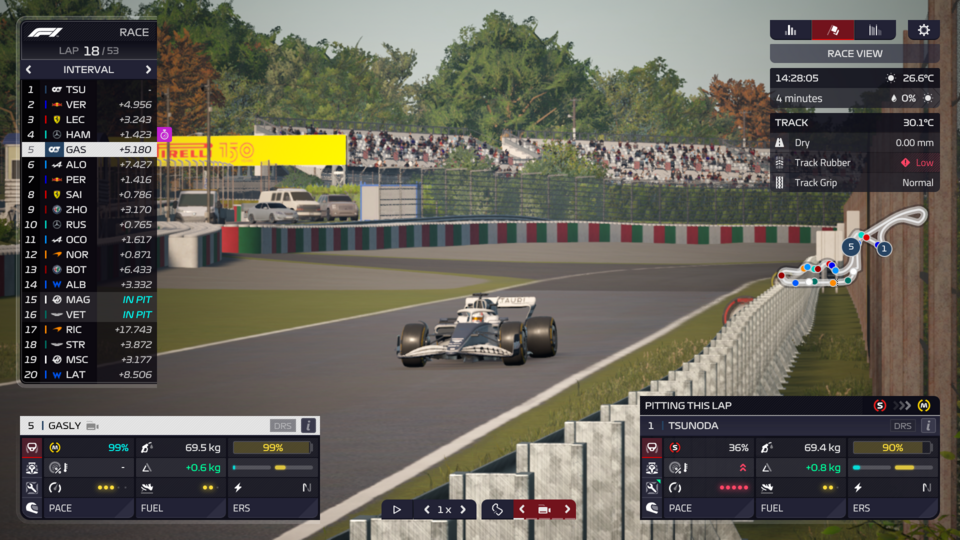 F1 RACE
LAP 18 / 53
INTERVAL
1 TSU -
2 VER +4.956
3 LEC +3.243
4 HAM +1.423
5 GAS +5.180
6 ALO +7.427
7 PER +1.416
8 SAI +0.786
9 ZHO +3.170
10 RUS +0.765
11 OCO +1.617
12 NOR +0.871
13 BOT +6.433
14 ALB +3.332
15 MAG IN PIT
16 VET IN PIT
17 RIC +17.743
18 STR +3.872
19 MSC +3.177
20 LAT +8.506
RACE VIEW
14:28:05 26.6°C
4 minutes 0%
TRACK 30.1°C
Dry 0.00 mm
Track Rubber Low
Track Grip Normal
5 1
PIRELLI 150
TAURI
5 GASLY DRS i
M 99% 69.5 kg 99%
- +0.6 kg
N
PACE FUEL ERS
1x
PITTING THIS LAP S M
1 TSUNODA DRS i
S 36% 69.4 kg 90%
+0.8 kg
N
PACE FUEL ERS